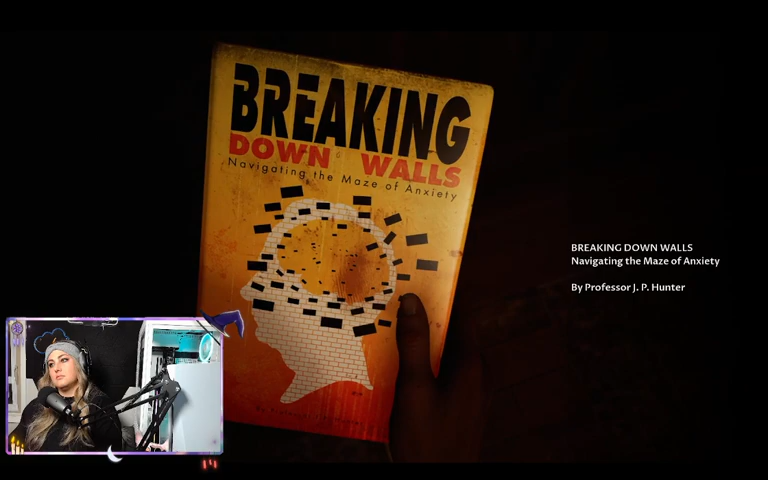 BREAKING
DOWN WALLS
Navigating the Maze of Anxiety
BREAKING DOWN WALLS
Navigating the Maze of Anxiety
By Professor J. P. Hunter